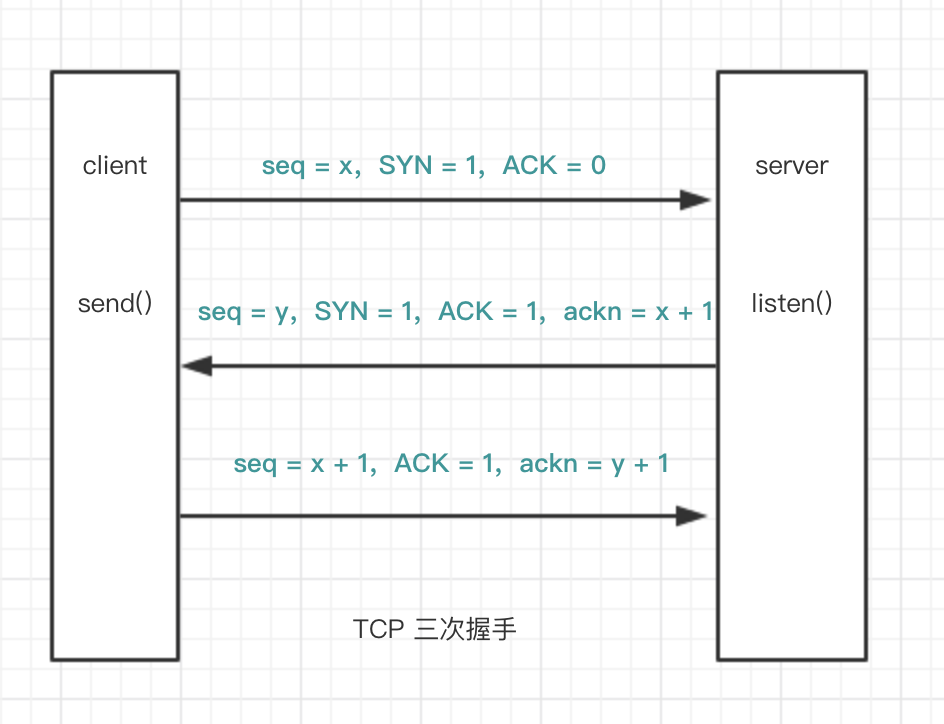 client
seq = x, SYN = 1, ACK = 0
server
send()
seq = y, SYN = 1, ACK = 1, ackn = x + 1
listen()
seq = x + 1, ACK = 1, ackn = y + 1
TCP 三次握手